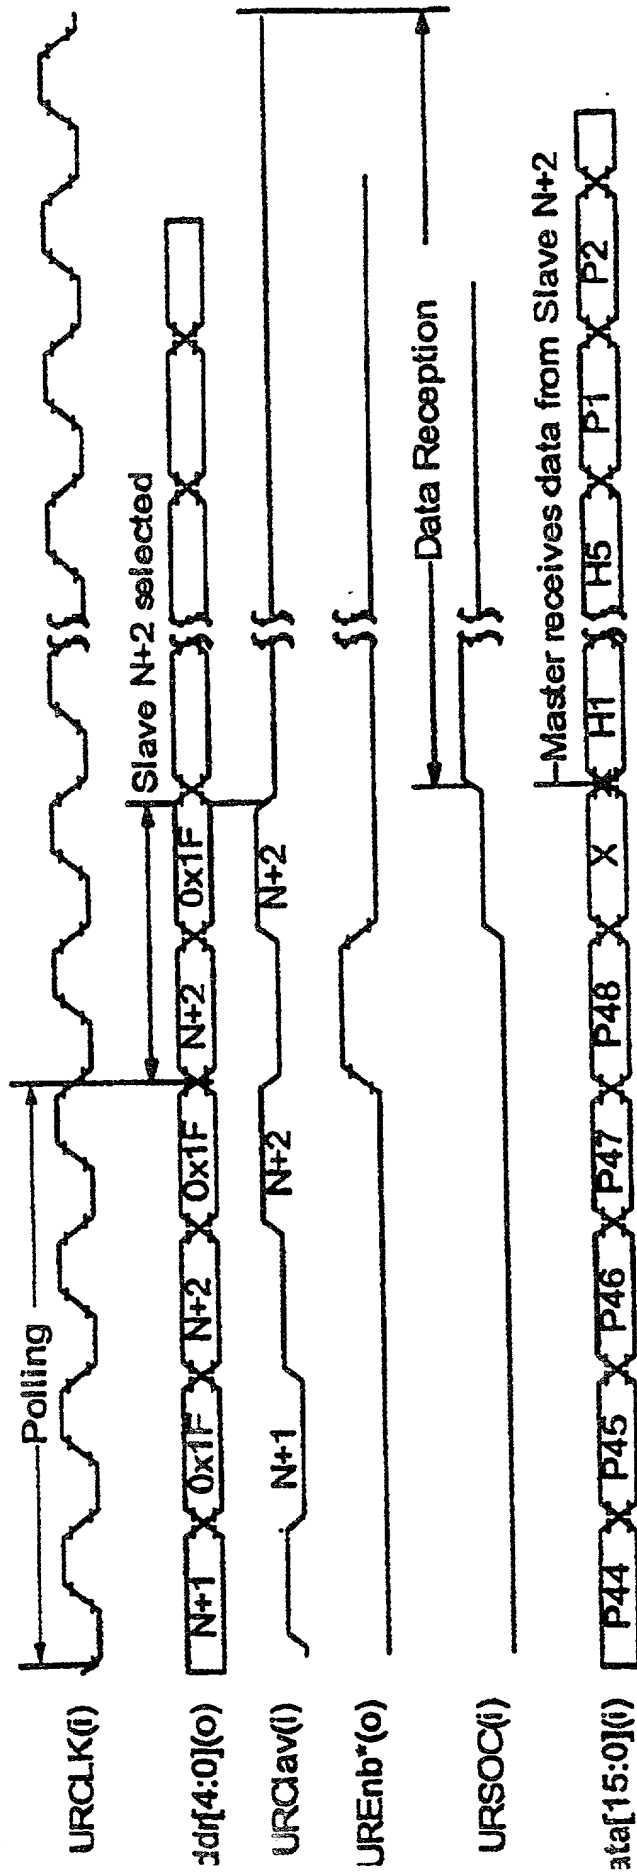 Polling
URCLK(i)
Slave N+2 selected
ddr[4:0](o)
N+1 0x1F N+2 0x1F N+2 0x1F
URClav(i)
N+1 N+2 N+2
UREnb*(o)
Data Reception
URSOC(i)
Master receives data from Slave N+2
ata[15:0](i)
P44 P45 P46 P47 P48 X H1 H5 P1 P2